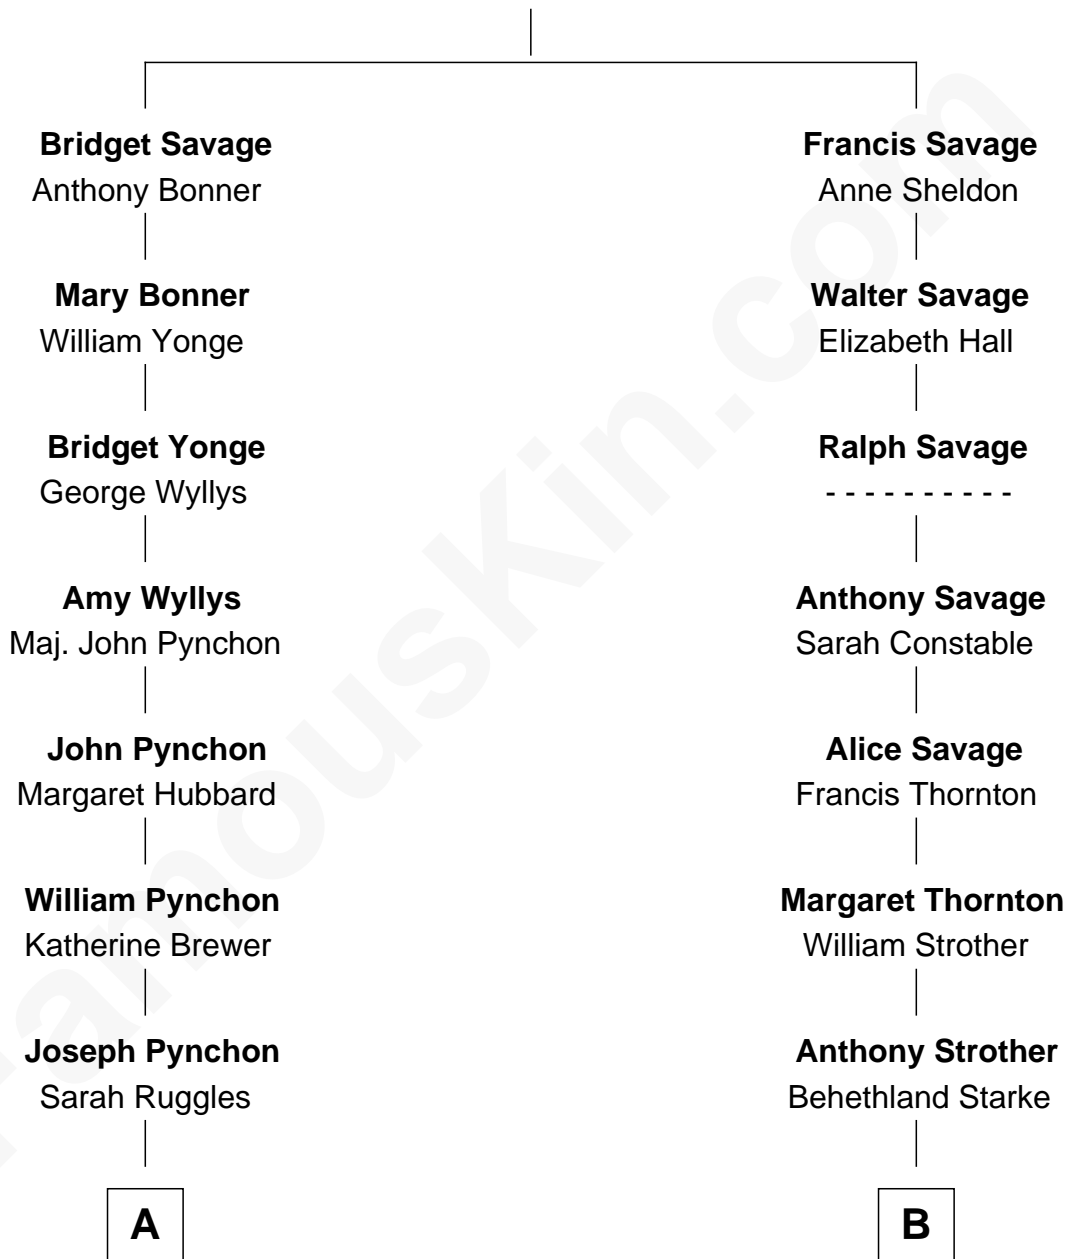 Bridget Savage
Anthony Bonner
Mary Bonner
William Yonge
Bridget Yonge
George Wyllys
Amy Wyllys
Maj. John Pynchon
John Pynchon
Margaret Hubbard
William Pynchon
Katherine Brewer
Joseph Pynchon
Sarah Ruggles
A
Francis Savage
Anne Sheldon
Walter Savage
Elizabeth Hall
Ralph Savage
- - - - - - - - - -
Anthony Savage
Sarah Constable
Alice Savage
Francis Thornton
Margaret Thornton
William Strother
Anthony Strother
Behethland Starke
B
FamousKin.com